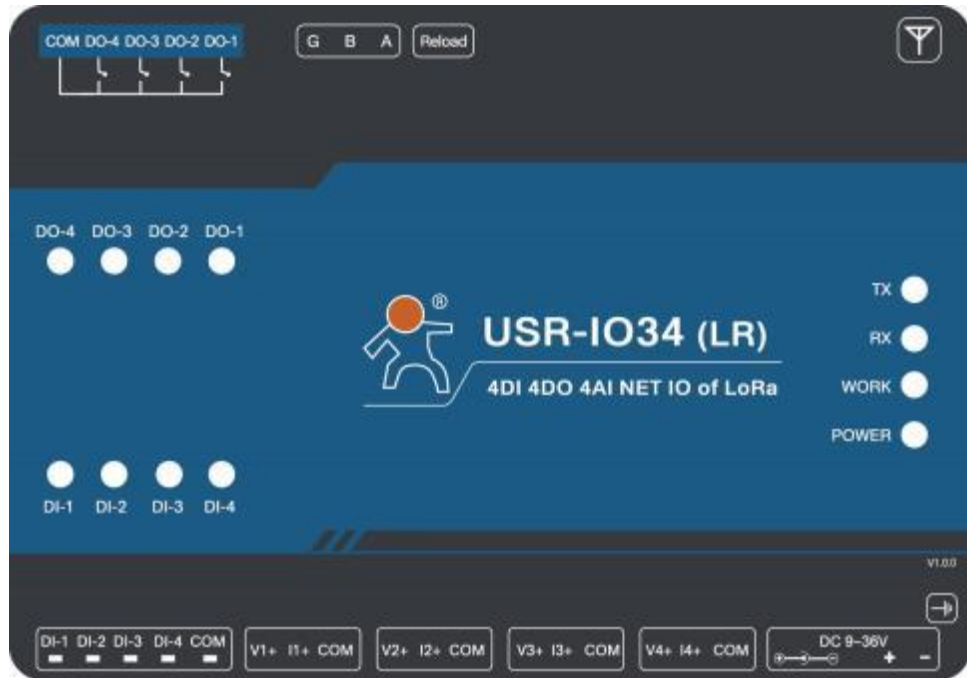 COM DO-4 DO-3 DO-2 DO-1
G B A
Reload
DO-4 DO-3 DO-2 DO-1
TX
®
USR-IO34 (LR)
RX
4DI 4DO 4AI NET IO of LoRa
WORK
POWER
DI-1 DI-2 DI-3 DI-4
V1.0.0
DI-1 DI-2 DI-3 DI-4 COM
V1+ I1+ COM
V2+ I2+ COM
V3+ I3+ COM
V4+ I4+ COM
DC 9~36V
+ -